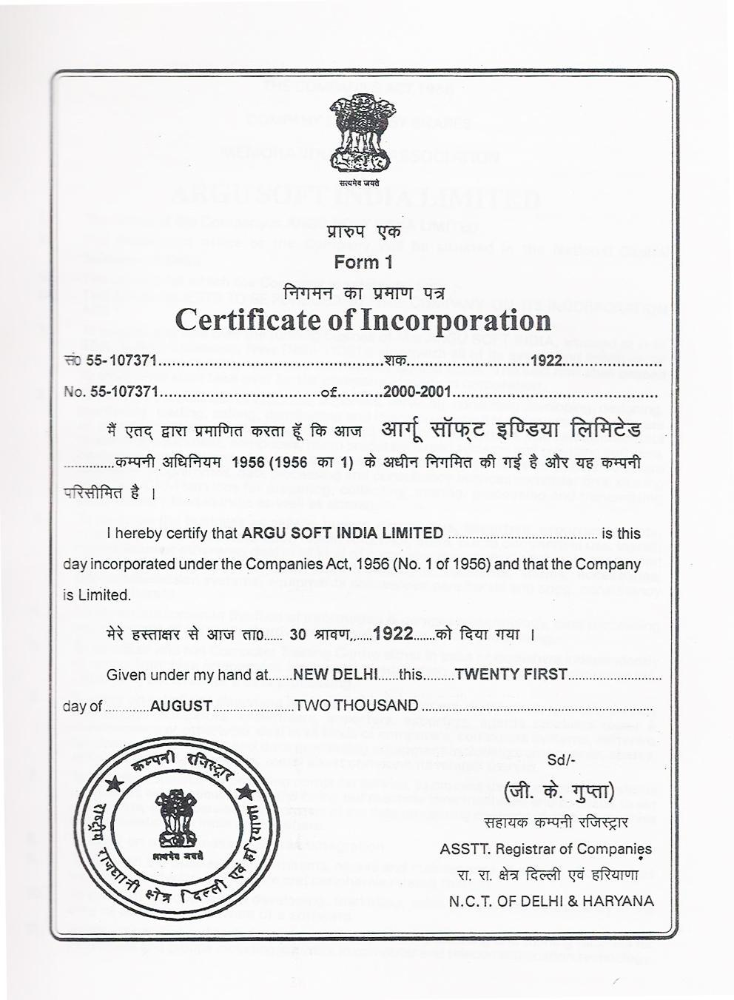 सत्यमेव जयते
प्रारुप एक
Form 1
निगमन का प्रमाण पत्र
Certificate of Incorporation
सं० 55-107371..................................................शक.......................1922......................
No. 55-107371....................................of..........2000-2001..............................................
मैं एतद् द्वारा प्रमाणित करता हूँ कि आज आर्गू सॉफ्ट इण्डिया लिमिटेड
............कम्पनी अधिनियम 1956 (1956 का 1) के अधीन निगमित की गई है और यह कम्पनी
परिसीमित है ।
I hereby certify that ARGU SOFT INDIA LIMITED .................................. is this
day incorporated under the Companies Act, 1956 (No. 1 of 1956) and that the Company
is Limited.
मेरे हस्ताक्षर से आज ता०..... 30 श्रावण,......1922......को दिया गया ।
Given under my hand at......NEW DELHI.....this........TWENTY FIRST.....................
day of ...........AUGUST....................TWO THOUSAND ....................................................
Sd/-
(जी. के. गुप्ता)
सहायक कम्पनी रजिस्ट्रार
ASSTT. Registrar of Companies
रा. रा. क्षेत्र दिल्ली एवं हरियाणा
N.C.T. OF DELHI & HARYANA
कम्पनी रजिस्ट्रार
राष्ट्रीय राजधानी क्षेत्र दिल्ली एवं हरियाणा
सत्यमेव जयते